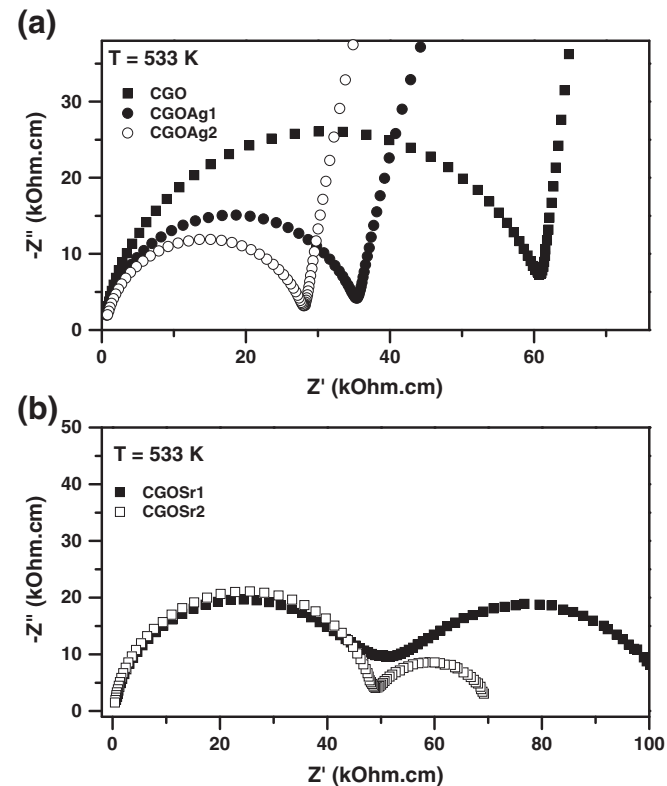 (a)
T = 533 K
CGO
CGOAg1
CGOAg2
-Z" (kOhm.cm)
30
20
10
0
0 20 40 60
Z' (kOhm.cm)
(b)
T = 533 K
CGOSr1
CGOSr2
-Z" (kOhm.cm)
50
40
30
20
10
0
0 20 40 60 80 100
Z' (kOhm.cm)